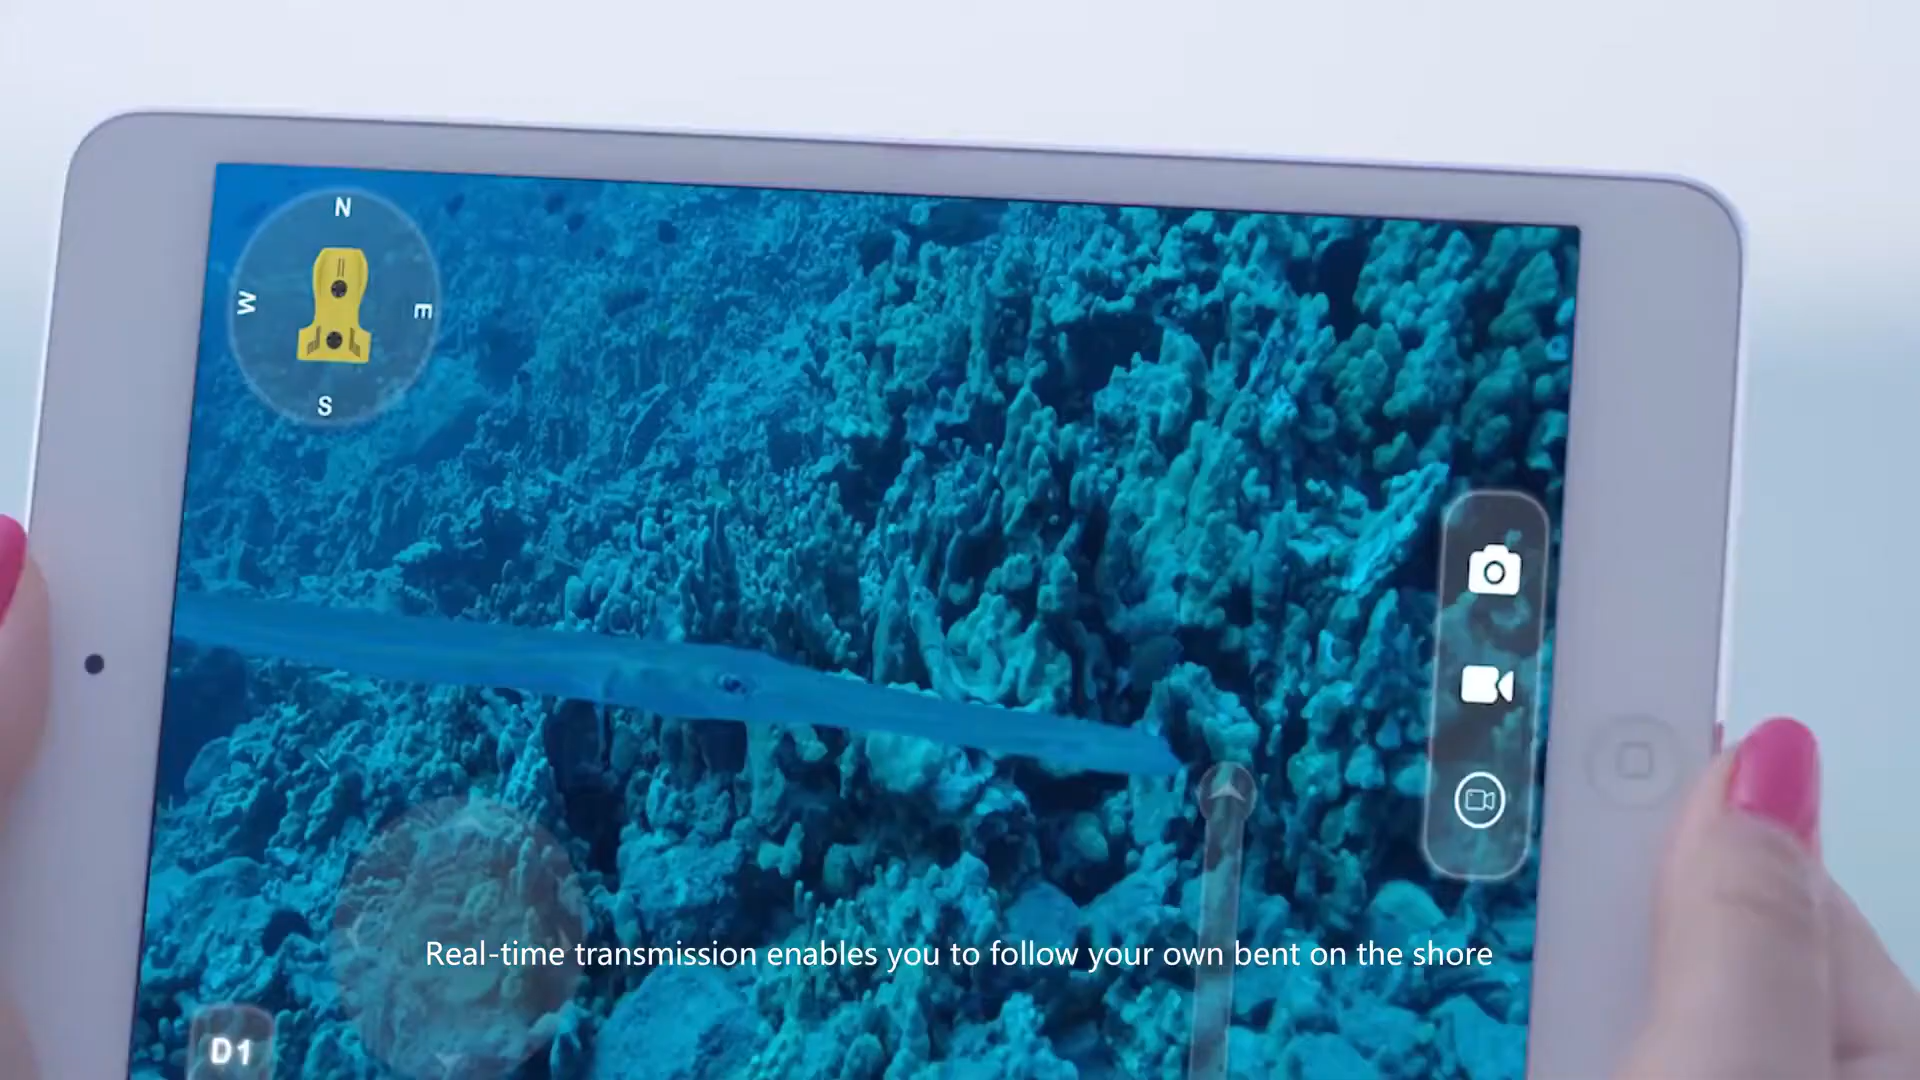 N
W
E
S
Real-time transmission enables you to follow your own bent on the shore
D1